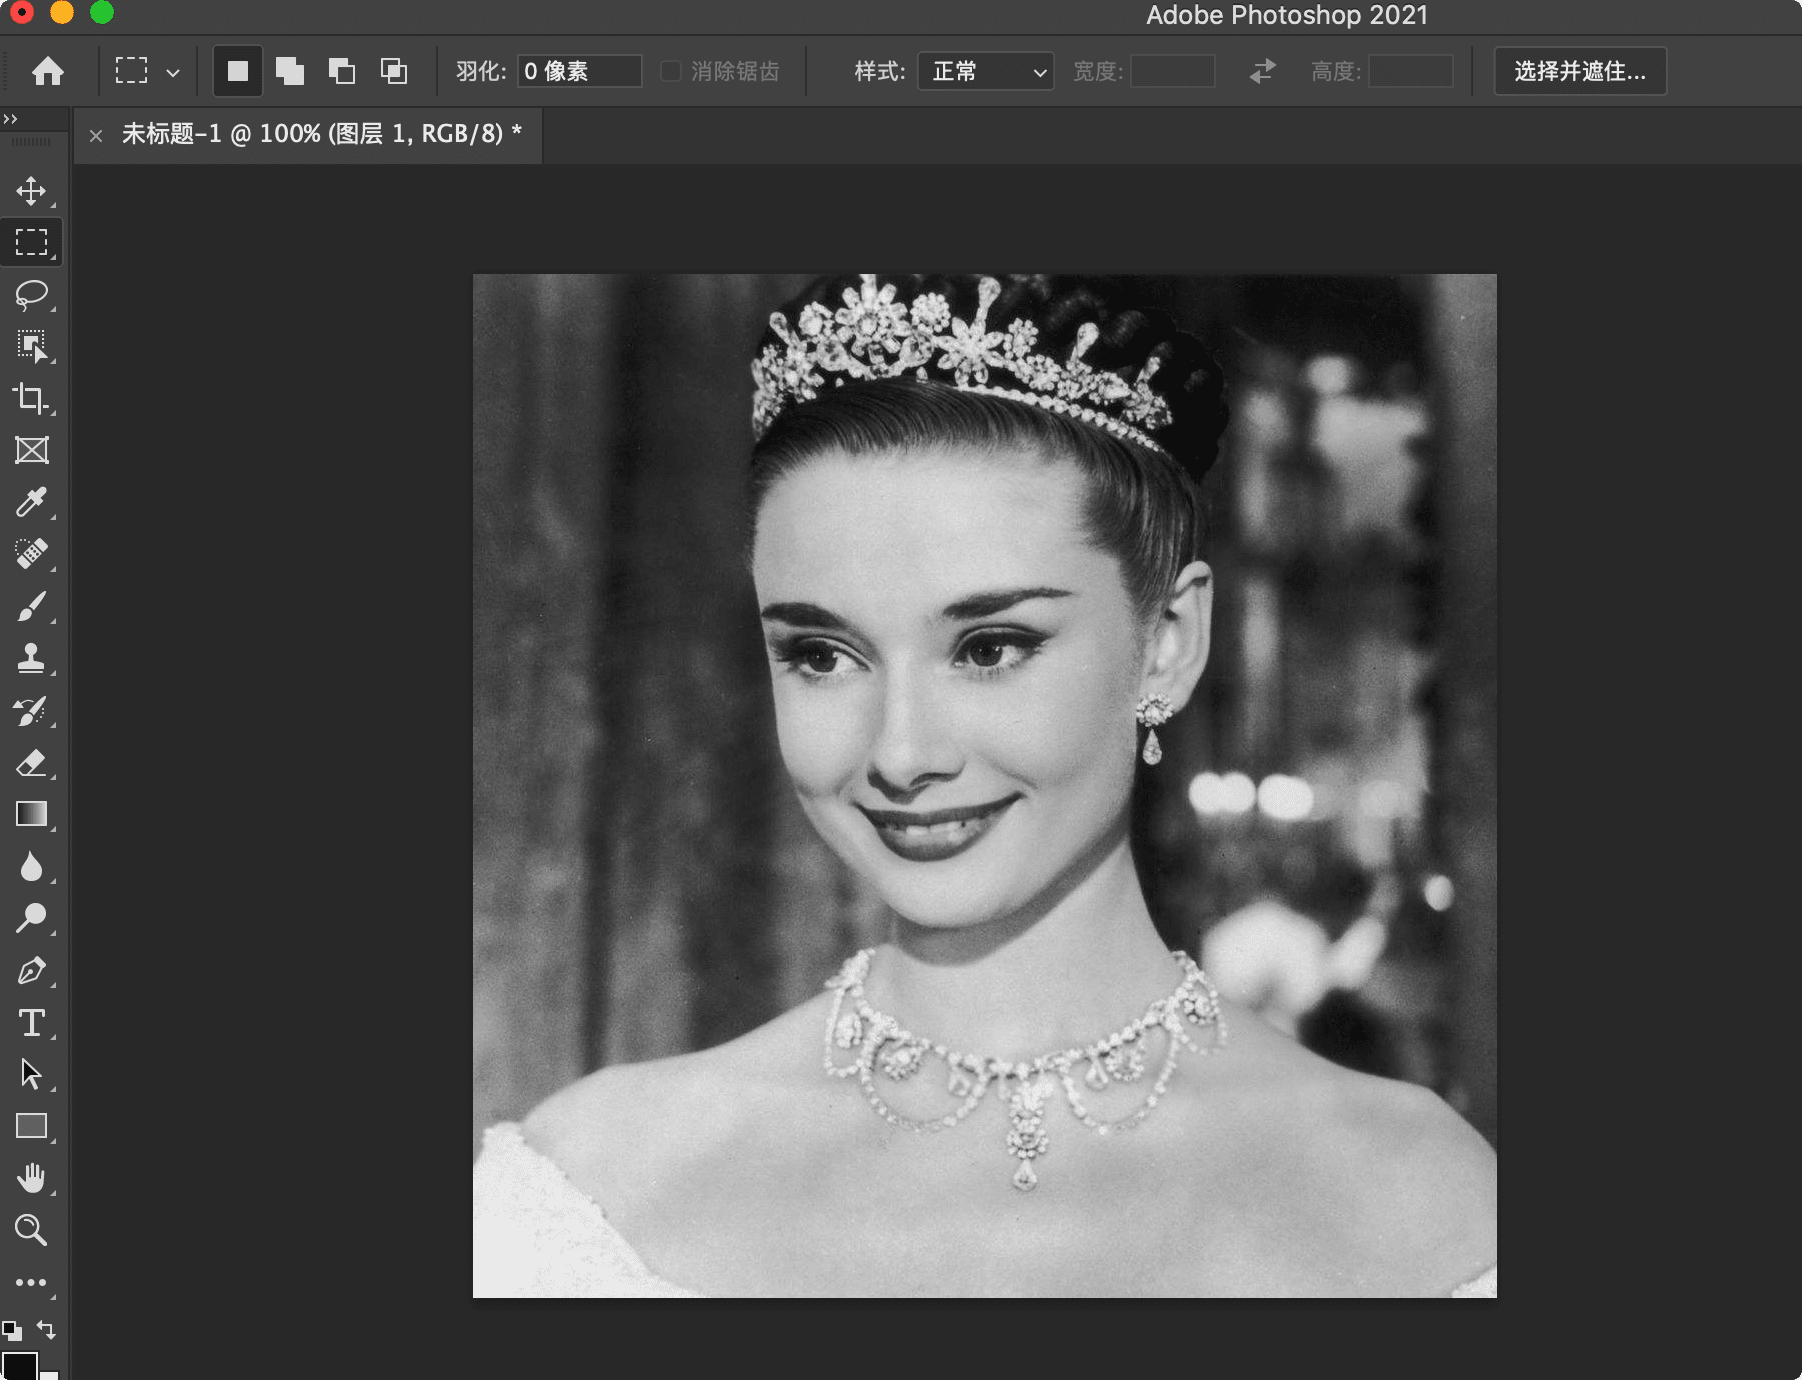 Adobe Photoshop 2021
羽化: 0 像素 消除锯齿 样式: 正常 宽度: 高度: 选择并遮住...
未标题-1 @ 100% (图层 1, RGB/8) *